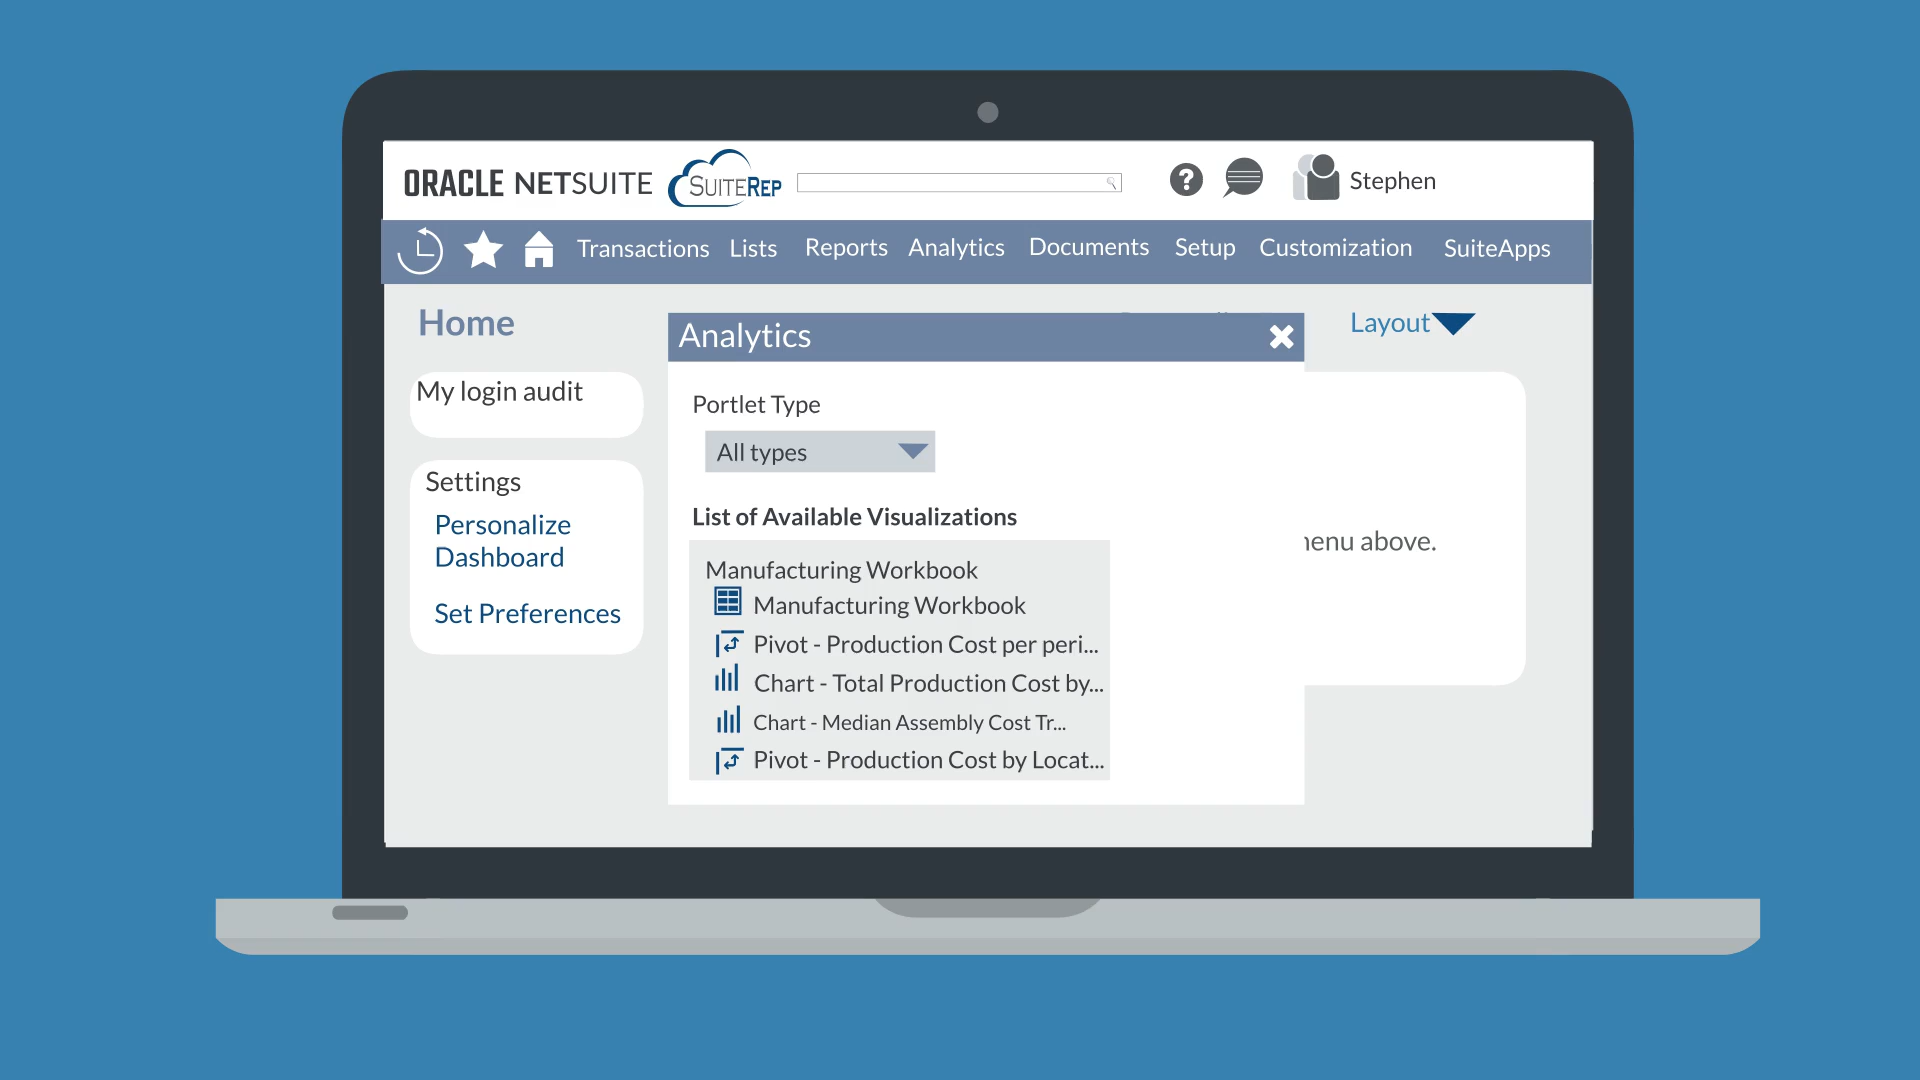 ORACLE NETSUITE
SUITEREP
Stephen
Transactions Lists Reports Analytics Documents Setup Customization SuiteApps
Home
Layout
Analytics
My login audit
Portlet Type
All types
Settings
Personalize
Dashboard
Set Preferences
List of Available Visualizations
above.
Manufacturing Workbook
Manufacturing Workbook
Pivot - Production Cost per peri...
Chart - Total Production Cost by...
Chart - Median Assembly Cost Tr...
Pivot - Production Cost by Locat...